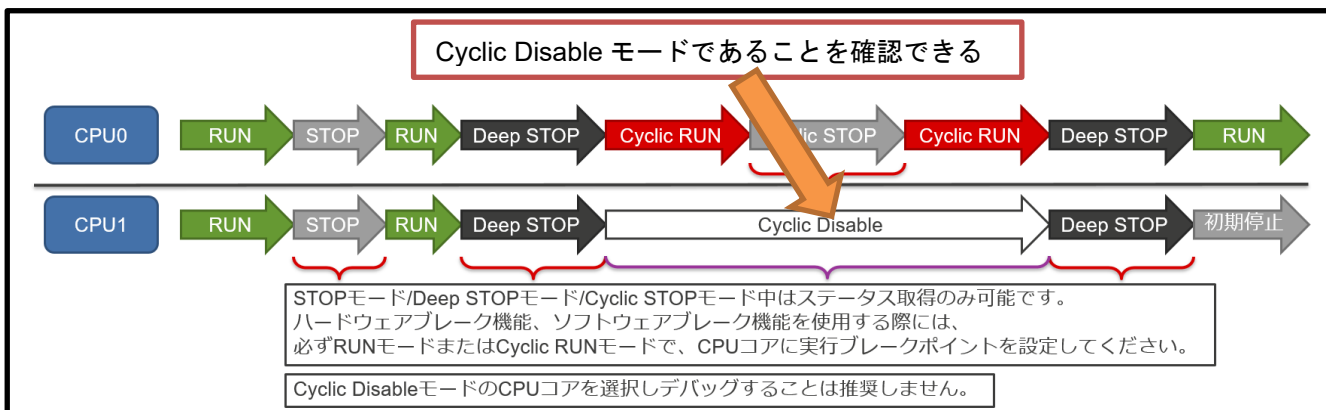 Cyclic Disable モードであることを確認できる
CPU0 RUN STOP RUN Deep STOP Cyclic RUN Cyclic STOP Cyclic RUN Deep STOP RUN
CPU1 RUN STOP RUN Deep STOP Cyclic Disable Deep STOP 初期停止
STOPモード/Deep STOPモード/Cyclic STOPモード中はステータス取得のみ可能です。
ハードウェアブレーク機能、ソフトウェアブレーク機能を使用する際には、
必ずRUNモードまたはCyclic RUNモードで、CPUコアに実行ブレークポイントを設定してください。
Cyclic DisableモードのCPUコアを選択しデバッグすることは推奨しません。